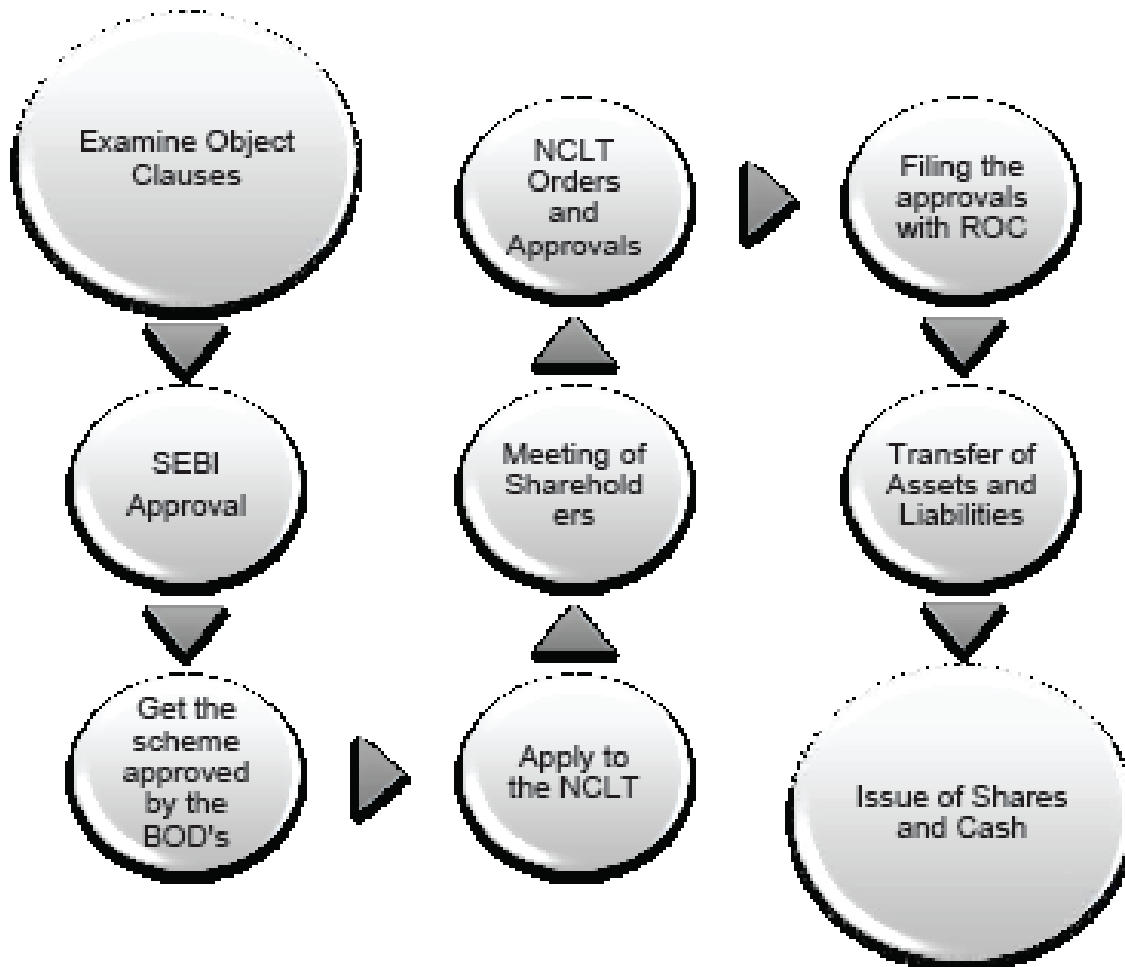 Examine Object
Clauses
SEBI
Approval
Get the
scheme
approved
by the
BOD's
Apply to
the NCLT
Meeting of
Sharehold
ers
NCLT
Orders
and
Approvals
Filing the
approvals
with ROC
Transfer of
Assets and
Liabilities
Issue of Shares
and Cash